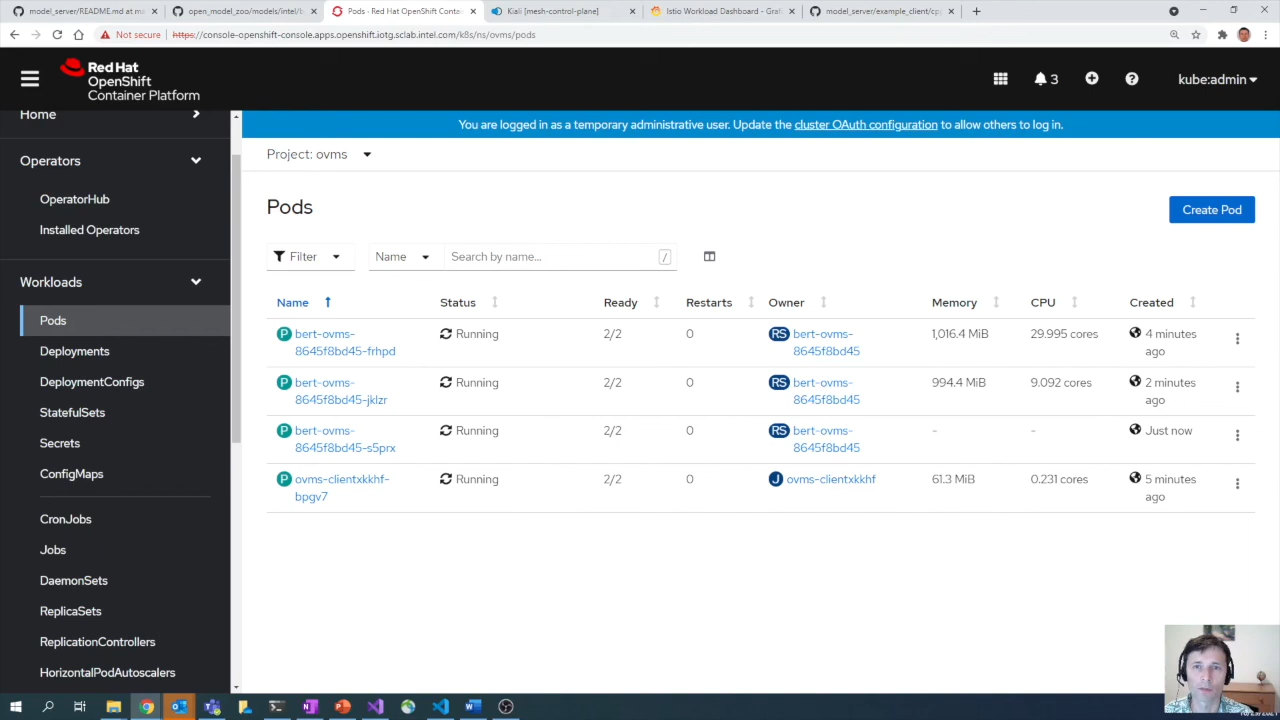 model_server/README.md at ma
open_model_zoo/models/intel/b
Pods · Red Hat OpenShift Conta
Kiali [mesh-control-plane]
Istio Workload Dashboard - Graf
model_server/example_client/cp
Not secure https://console-openshift-console.apps.openshift.iotg.sclab.intel.com/k8s/ns/ovms/pods
Red Hat
OpenShift
Container Platform
3
kube:admin
You are logged in as a temporary administrative user. Update the cluster OAuth configuration to allow others to log in.
Home
Operators
OperatorHub
Installed Operators
Workloads
Pods
Deployments
DeploymentConfigs
StatefulSets
Secrets
ConfigMaps
CronJobs
Jobs
DaemonSets
ReplicaSets
ReplicationControllers
HorizontalPodAutoscalers
Project: ovms
Pods
Create Pod
Filter Name Search by name... /
Name Status Ready Restarts Owner Memory CPU Created
P bert-ovms-8645f8bd45-frhpd Running 2/2 0 RS bert-ovms-8645f8bd45 1,016.4 MiB 29.995 cores 4 minutes ago
P bert-ovms-8645f8bd45-jklzr Running 2/2 0 RS bert-ovms-8645f8bd45 994.4 MiB 9.092 cores 2 minutes ago
P bert-ovms-8645f8bd45-s5prx Running 2/2 0 RS bert-ovms-8645f8bd45 - - Just now
P ovms-clientxkkhf-bpgv7 Running 2/2 0 J ovms-clientxkkhf 61.3 MiB 0.231 cores 5 minutes ago